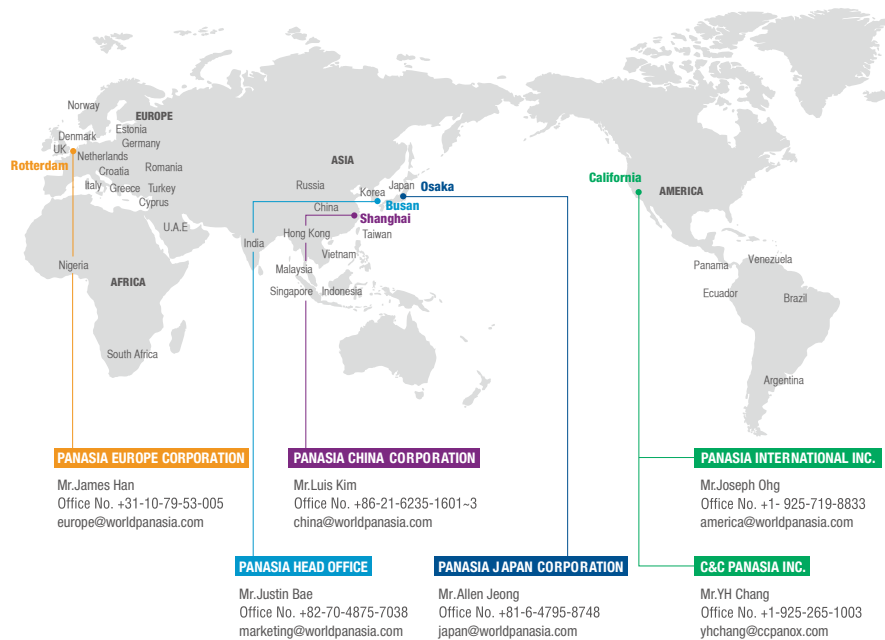 Norway
EUROPE
Denmark
Estonia
UK
Germany
Netherlands
Rotterdam
Croatia
Romania
Italy
Greece
Turkey
Cyprus
U.A.E
Nigeria
AFRICA
South Africa
ASIA
Russia
Korea
Japan
Osaka
China
Busan
Shanghai
Hong Kong
Taiwan
India
Vietnam
Malaysia
Singapore
Indonesia
California
AMERICA
Panama
Venezuela
Ecuador
Brazil
Argentina
PANASIA EUROPE CORPORATION
Mr.James Han
Office No. +31-10-79-53-005
europe@worldpanasia.com
PANASIA CHINA CORPORATION
Mr.Luis Kim
Office No. +86-21-6235-1601~3
china@worldpanasia.com
PANASIA INTERNATIONAL INC.
Mr.Joseph Ohg
Office No. +1- 925-719-8833
america@worldpanasia.com
PANASIA HEAD OFFICE
Mr.Justin Bae
Office No. +82-70-4875-7038
marketing@worldpanasia.com
PANASIA JAPAN CORPORATION
Mr.Allen Jeong
Office No. +81-6-4795-8748
japan@worldpanasia.com
C&C PANASIA INC.
Mr.YH Chang
Office No. +1-925-265-1003
yhchang@ccpanox.com